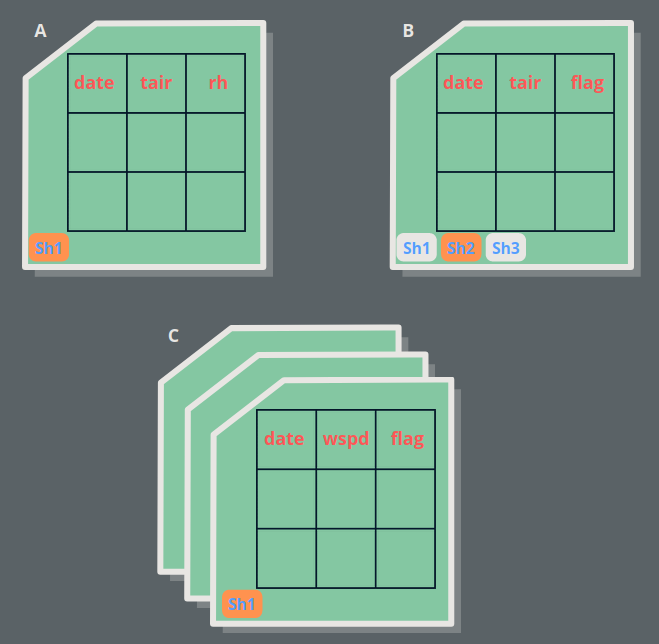 A
date tair rh
Sh1
B
date tair flag
Sh1 Sh2 Sh3
C
date wspd flag
Sh1